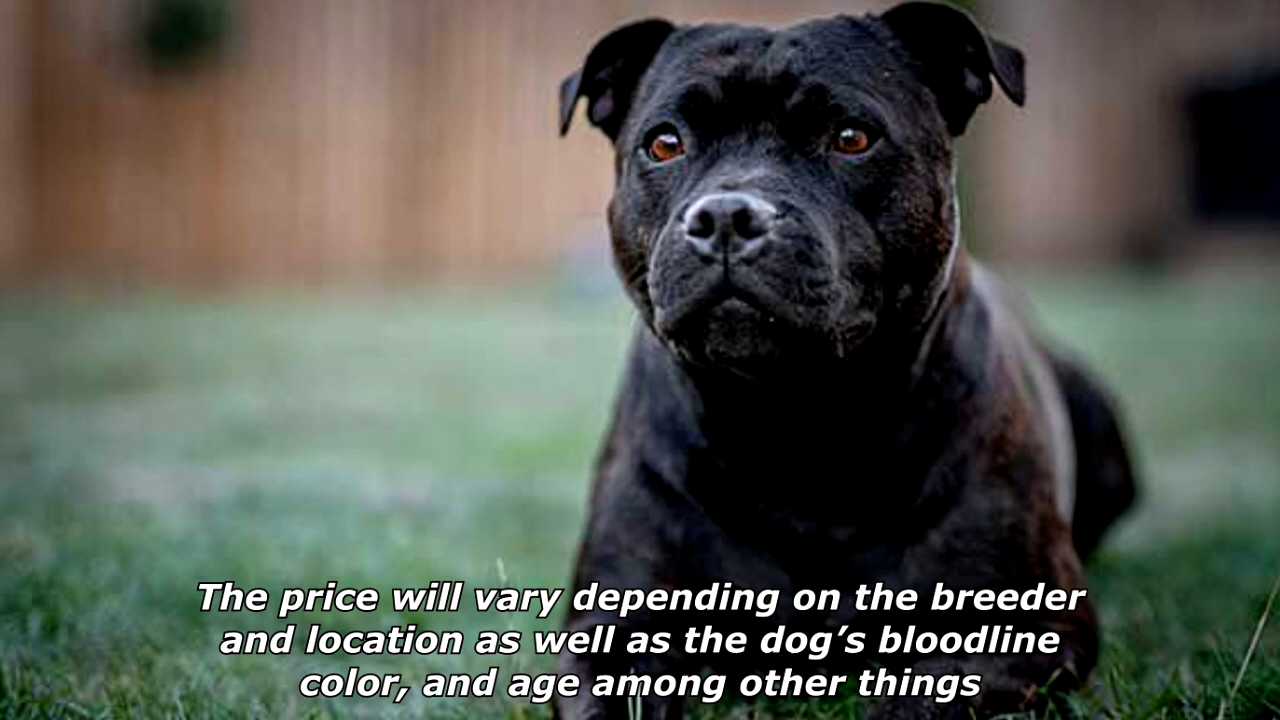 The price will vary depending on the breeder
and location as well as the dog’s bloodline
color, and age among other things